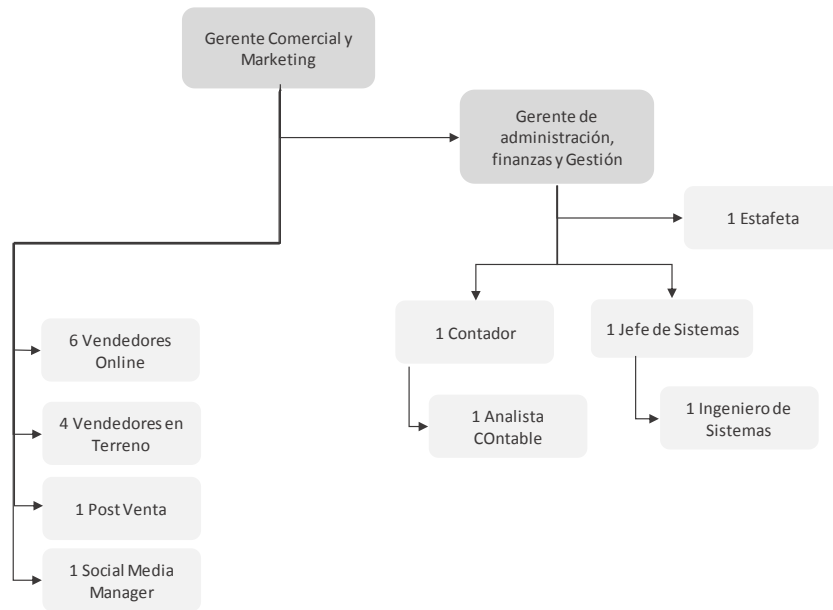 Gerente Comercial y
Marketing
Gerente de
administración,
finanzas y Gestión
1 Estafeta
1 Contador
1 Jefe de Sistemas
6 Vendedores
Online
4 Vendedores en
Terreno
1 Analista
COntable
1 Ingeniero de
Sistemas
1 Post Venta
1 Social Media
Manager